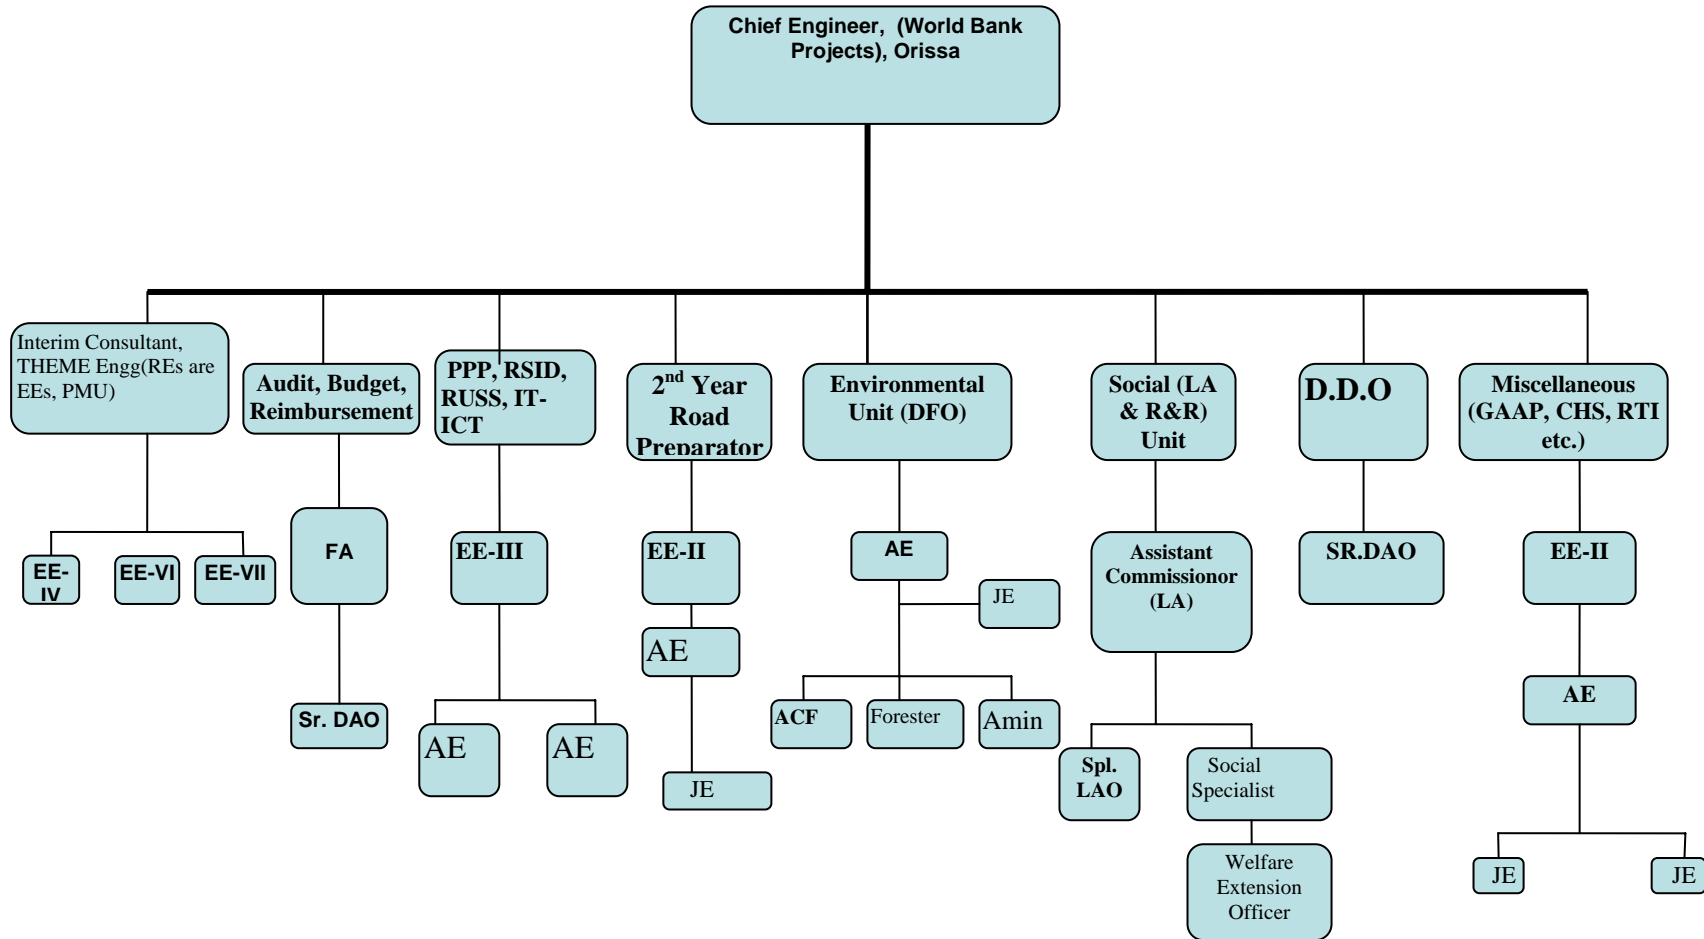 Chief Engineer, (World Bank
Projects), Orissa
Interim Consultant,
THEME Engg(REs are
EEs, PMU)
Audit, Budget,
Reimbursement
PPP, RSID,
RUSS, IT-
ICT
2nd Year
Road
Preparator
Environmental
Unit (DFO)
Social (LA
& R&R)
Unit
D.D.O
Miscellaneous
(GAAP, CHS, RTI
etc.)
EE-
IV
EE-VI
EE-VII
FA
EE-III
EE-II
AE
Assistant
Commissionor
(LA)
SR.DAO
EE-II
JE
AE
Sr. DAO
AE
AE
JE
ACF
Forester
Amin
Spl.
LAO
Social
Specialist
AE
Welfare
Extension
Officer
JE
JE